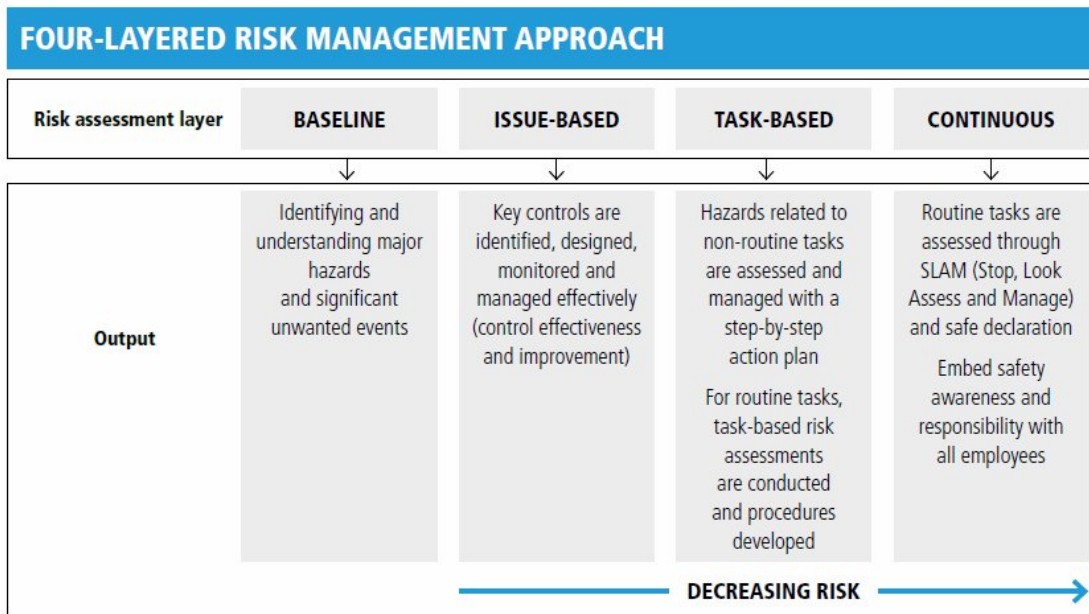 FOUR-LAYERED RISK MANAGEMENT APPROACH
Risk assessment layer
BASELINE
ISSUE-BASED
TASK-BASED
CONTINUOUS
Output
Identifying and
understanding major
hazards
and significant
unwanted events
Key controls are
identified, designed,
monitored and
managed effectively
(control effectiveness
and improvement)
Hazards related to
non-routine tasks
are assessed and
managed with a
step-by-step
action plan
For routine tasks,
task-based risk
assessments
are conducted
and procedures
developed
Routine tasks are
assessed through
SLAM (Stop, Look
Assess and Manage)
and safe declaration
Embed safety
awareness and
responsibility with
all employees
DECREASING RISK